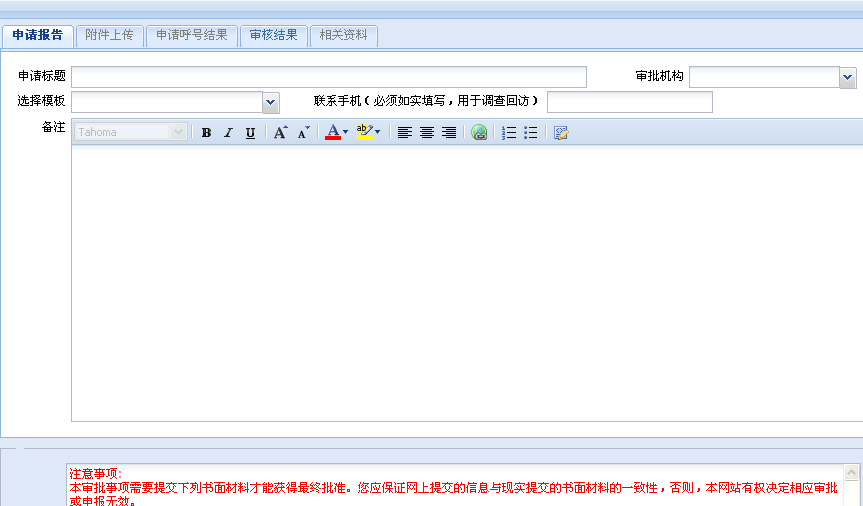 申请报告 附件上传 申请呼号结果 审核结果 相关资料
申请标题 审批机构
选择模板 联系手机(必须如实填写，用于调查回访)
备注 Tahoma B I U A A A ab
注意事项:
本审批事项需要提交下列书面材料才能获得最终批准。您应保证网上提交的信息与现实提交的书面材料的一致性，否则，本网站有权决定相应审批
或申报无效。